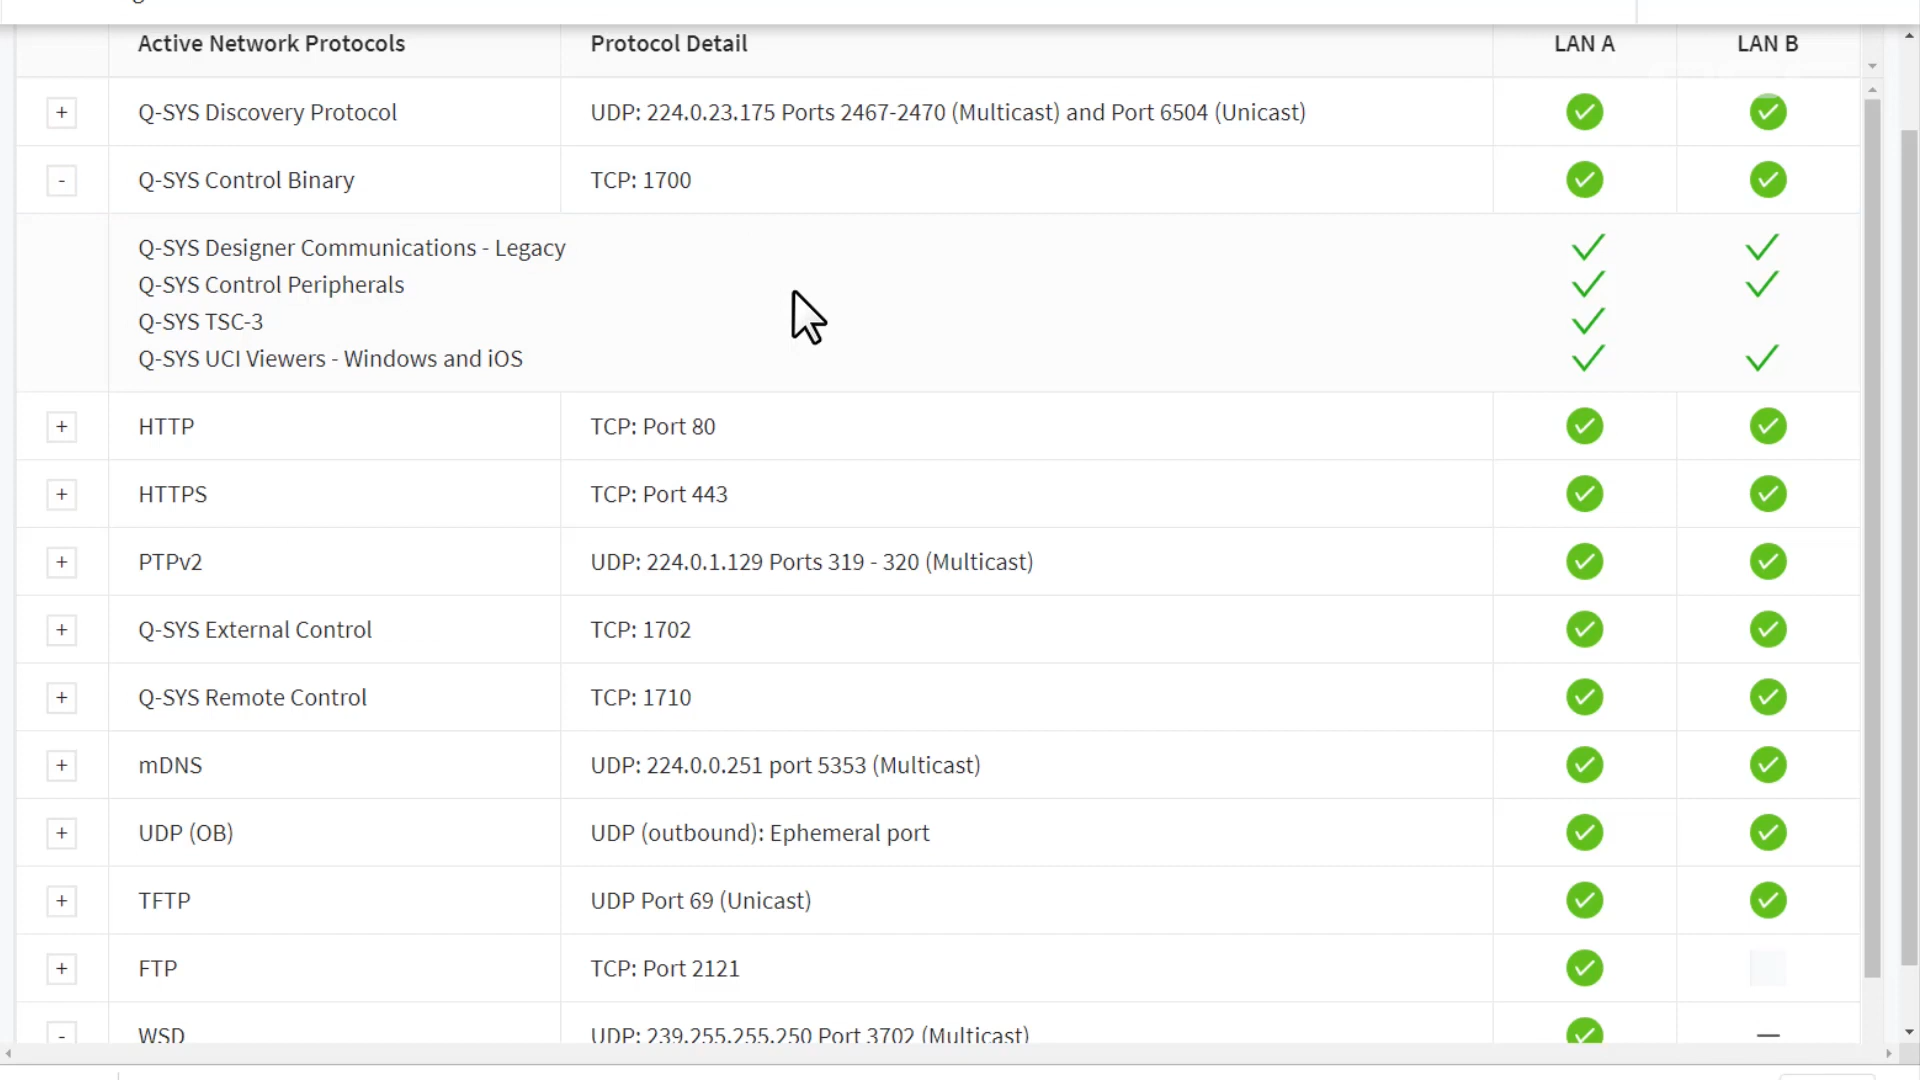 Active Network Protocols Protocol Detail LAN A LAN B
+ Q-SYS Discovery Protocol UDP: 224.0.23.175 Ports 2467-2470 (Multicast) and Port 6504 (Unicast)
- Q-SYS Control Binary TCP: 1700
Q-SYS Designer Communications - Legacy
Q-SYS Control Peripherals
Q-SYS TSC-3
Q-SYS UCI Viewers - Windows and iOS
+ HTTP TCP: Port 80
+ HTTPS TCP: Port 443
+ PTPv2 UDP: 224.0.1.129 Ports 319 - 320 (Multicast)
+ Q-SYS External Control TCP: 1702
+ Q-SYS Remote Control TCP: 1710
+ mDNS UDP: 224.0.0.251 port 5353 (Multicast)
+ UDP (OB) UDP (outbound): Ephemeral port
+ TFTP UDP Port 69 (Unicast)
+ FTP TCP: Port 2121
- WSD UDP: 239.255.255.250 Port 3702 (Multicast) —